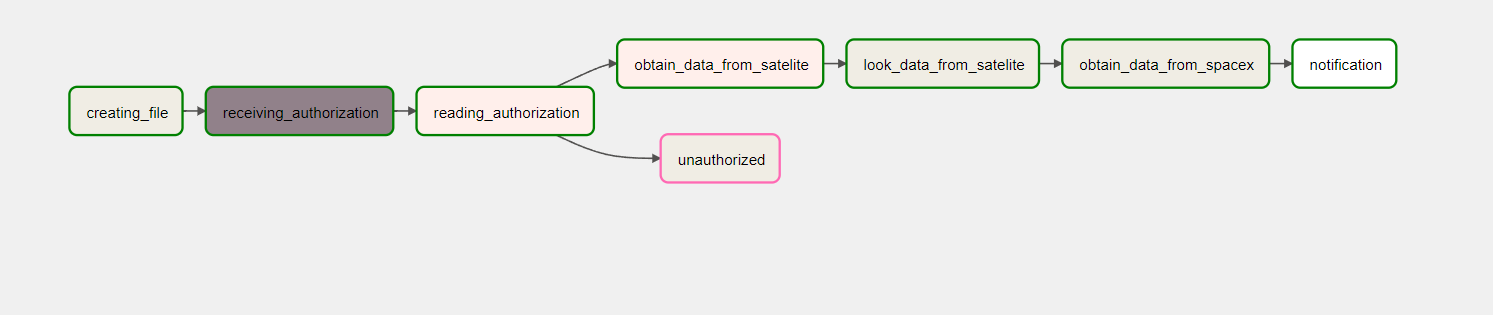 creating_file
receiving_authorization
reading_authorization
obtain_data_from_satelite
look_data_from_satelite
obtain_data_from_spacex
notification
unauthorized